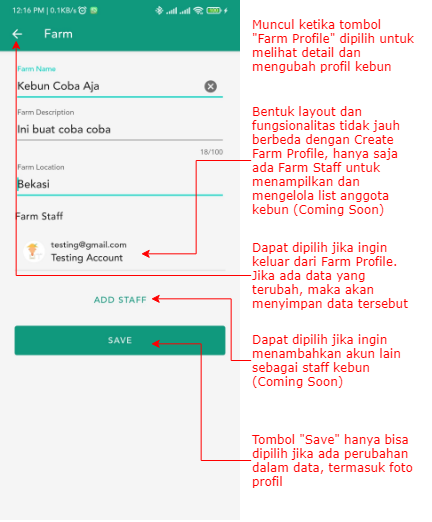 12:16 PM | 0.1KB/s
Farm
Farm Name
Kebun Coba Aja
Farm Description
Ini buat coba coba
18/100
Farm Location
Bekasi
Farm Staff
testing@gmail.com
Testing Account
ADD STAFF
SAVE
Muncul ketika tombol
"Farm Profile" dipilih untuk
melihat detail dan
mengubah profil kebun
Bentuk layout dan
fungsionalitas tidak jauh
berbeda dengan Create
Farm Profile, hanya saja
ada Farm Staff untuk
menampilkan dan
mengelola list anggota
kebun (Coming Soon)
Dapat dipilih jika ingin
keluar dari Farm Profile.
Jika ada data yang
terubah, maka akan
menyimpan data tersebut
Dapat dipilih jika ingin
menambahkan akun lain
sebagai staff kebun
(Coming Soon)
Tombol "Save" hanya bisa
dipilih jika ada perubahan
dalam data, termasuk foto
profil